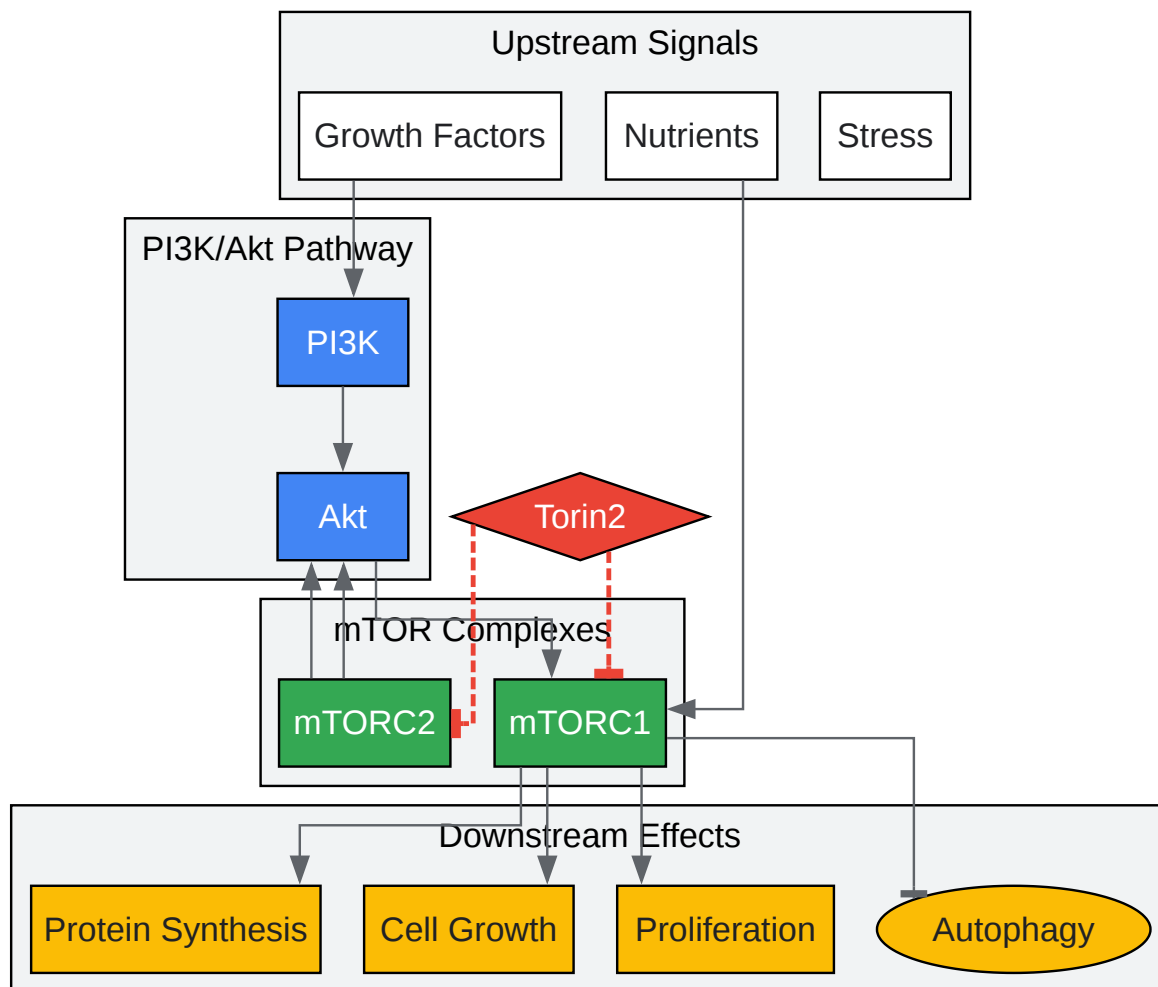 Upstream Signals
Growth Factors
Nutrients
Stress
PI3K/Akt Pathway
PI3K
Akt
Torin2
mTOR Complexes
mTORC2
mTORC1
Downstream Effects
Protein Synthesis
Cell Growth
Proliferation
Autophagy